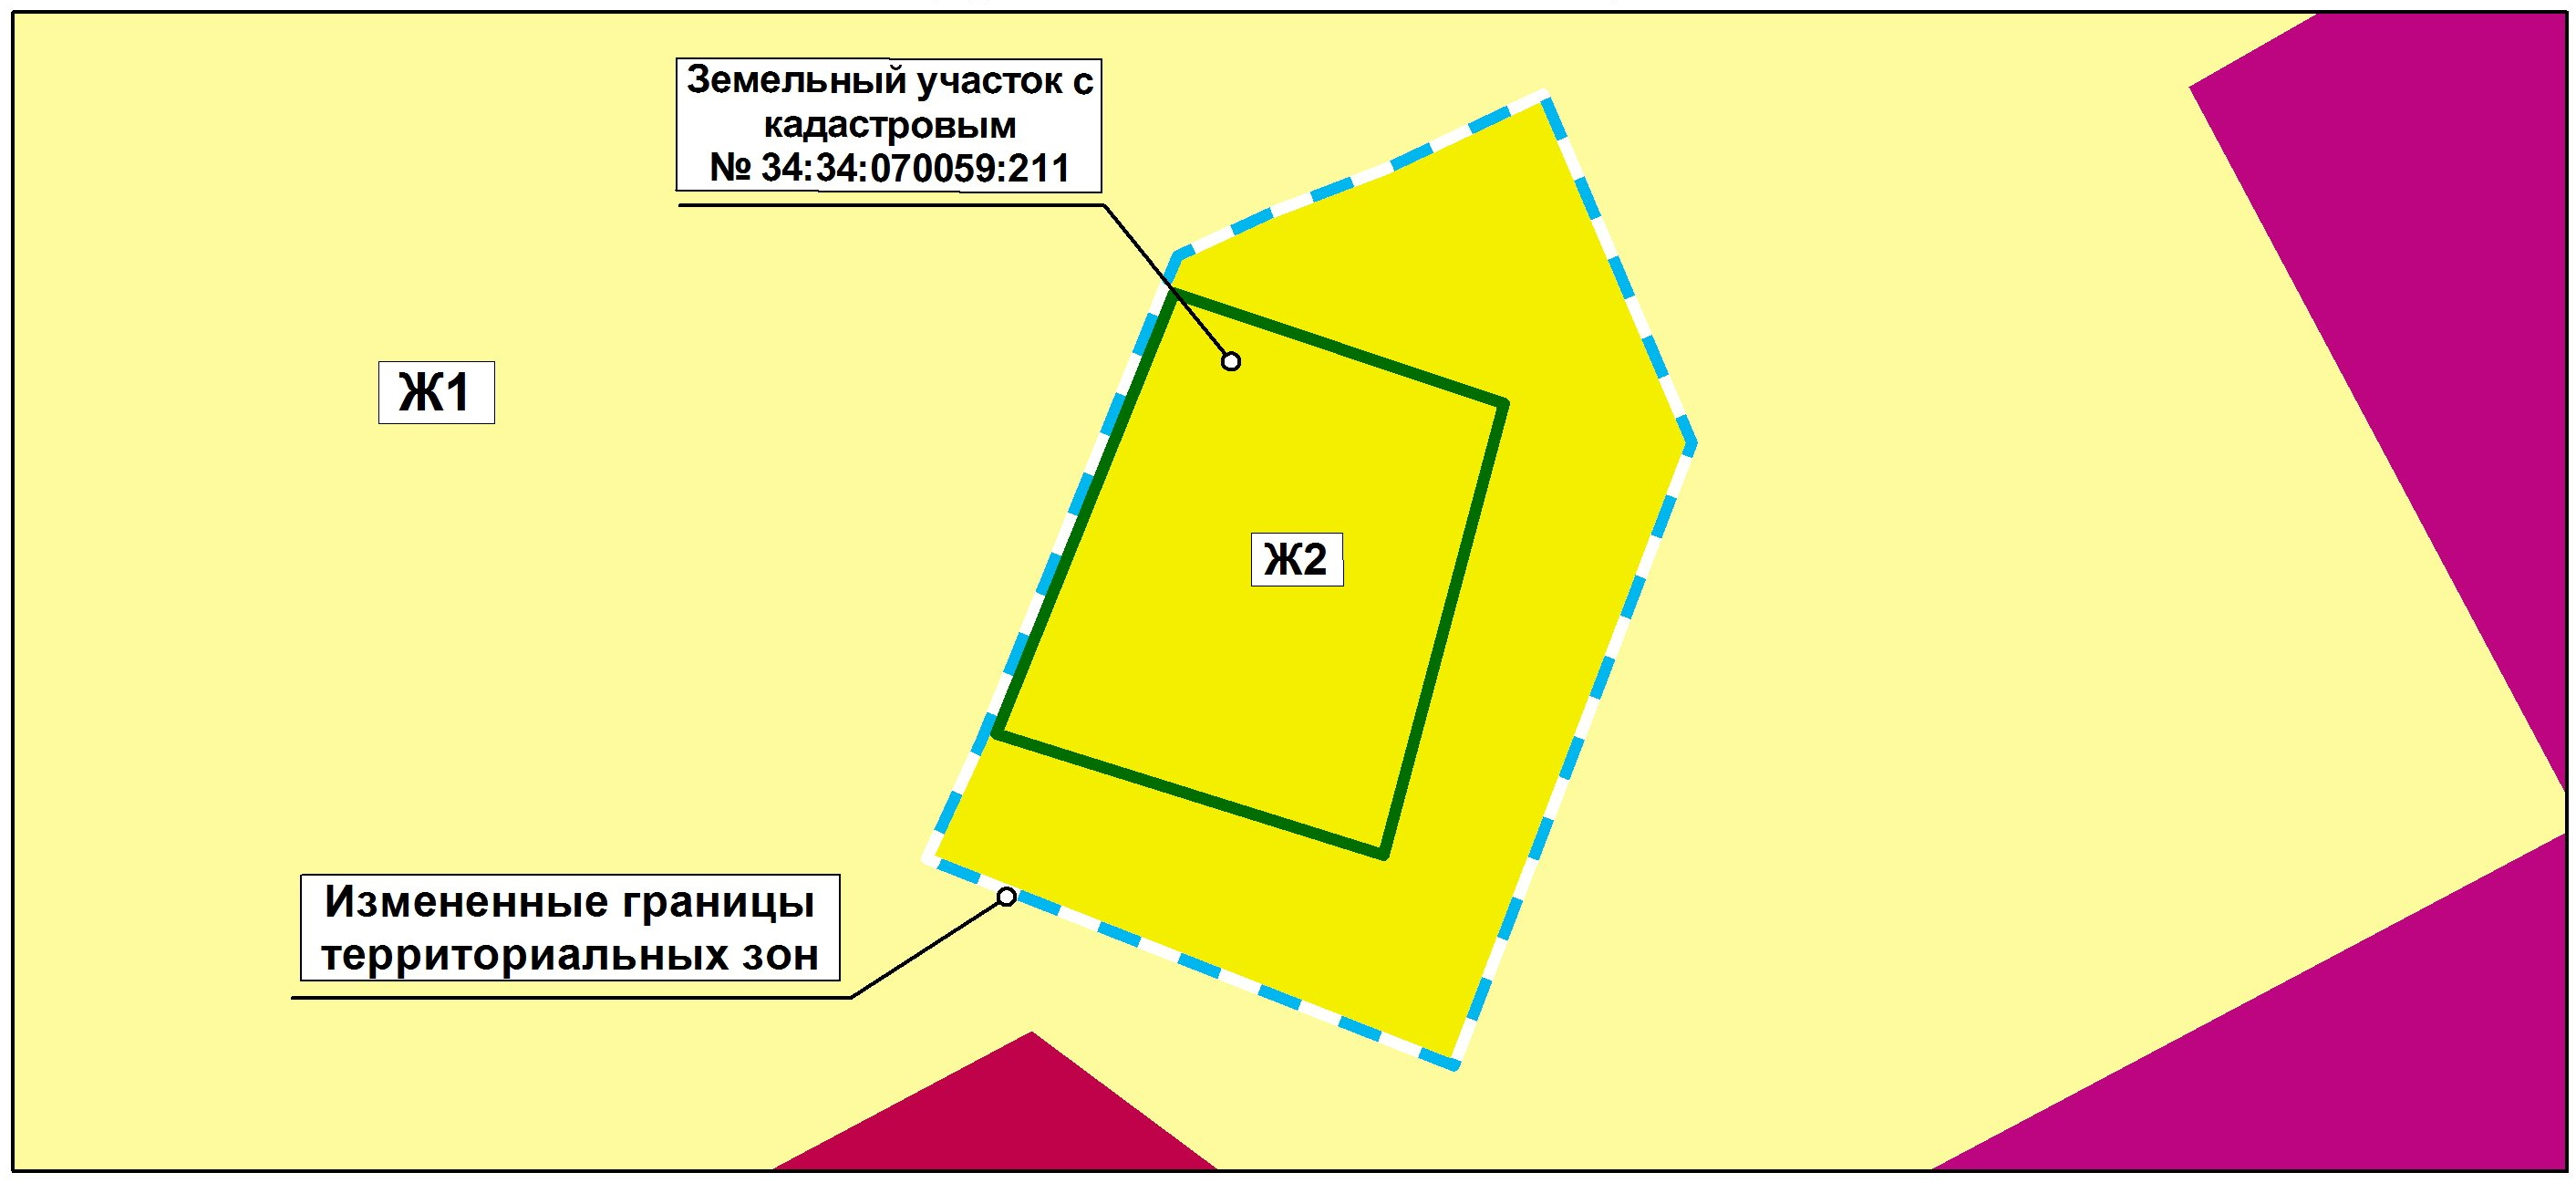 Земельный участок с
кадастровым
№ 34:34:070059:211
Ж1
Ж2
Измененные границы
территориальных зон